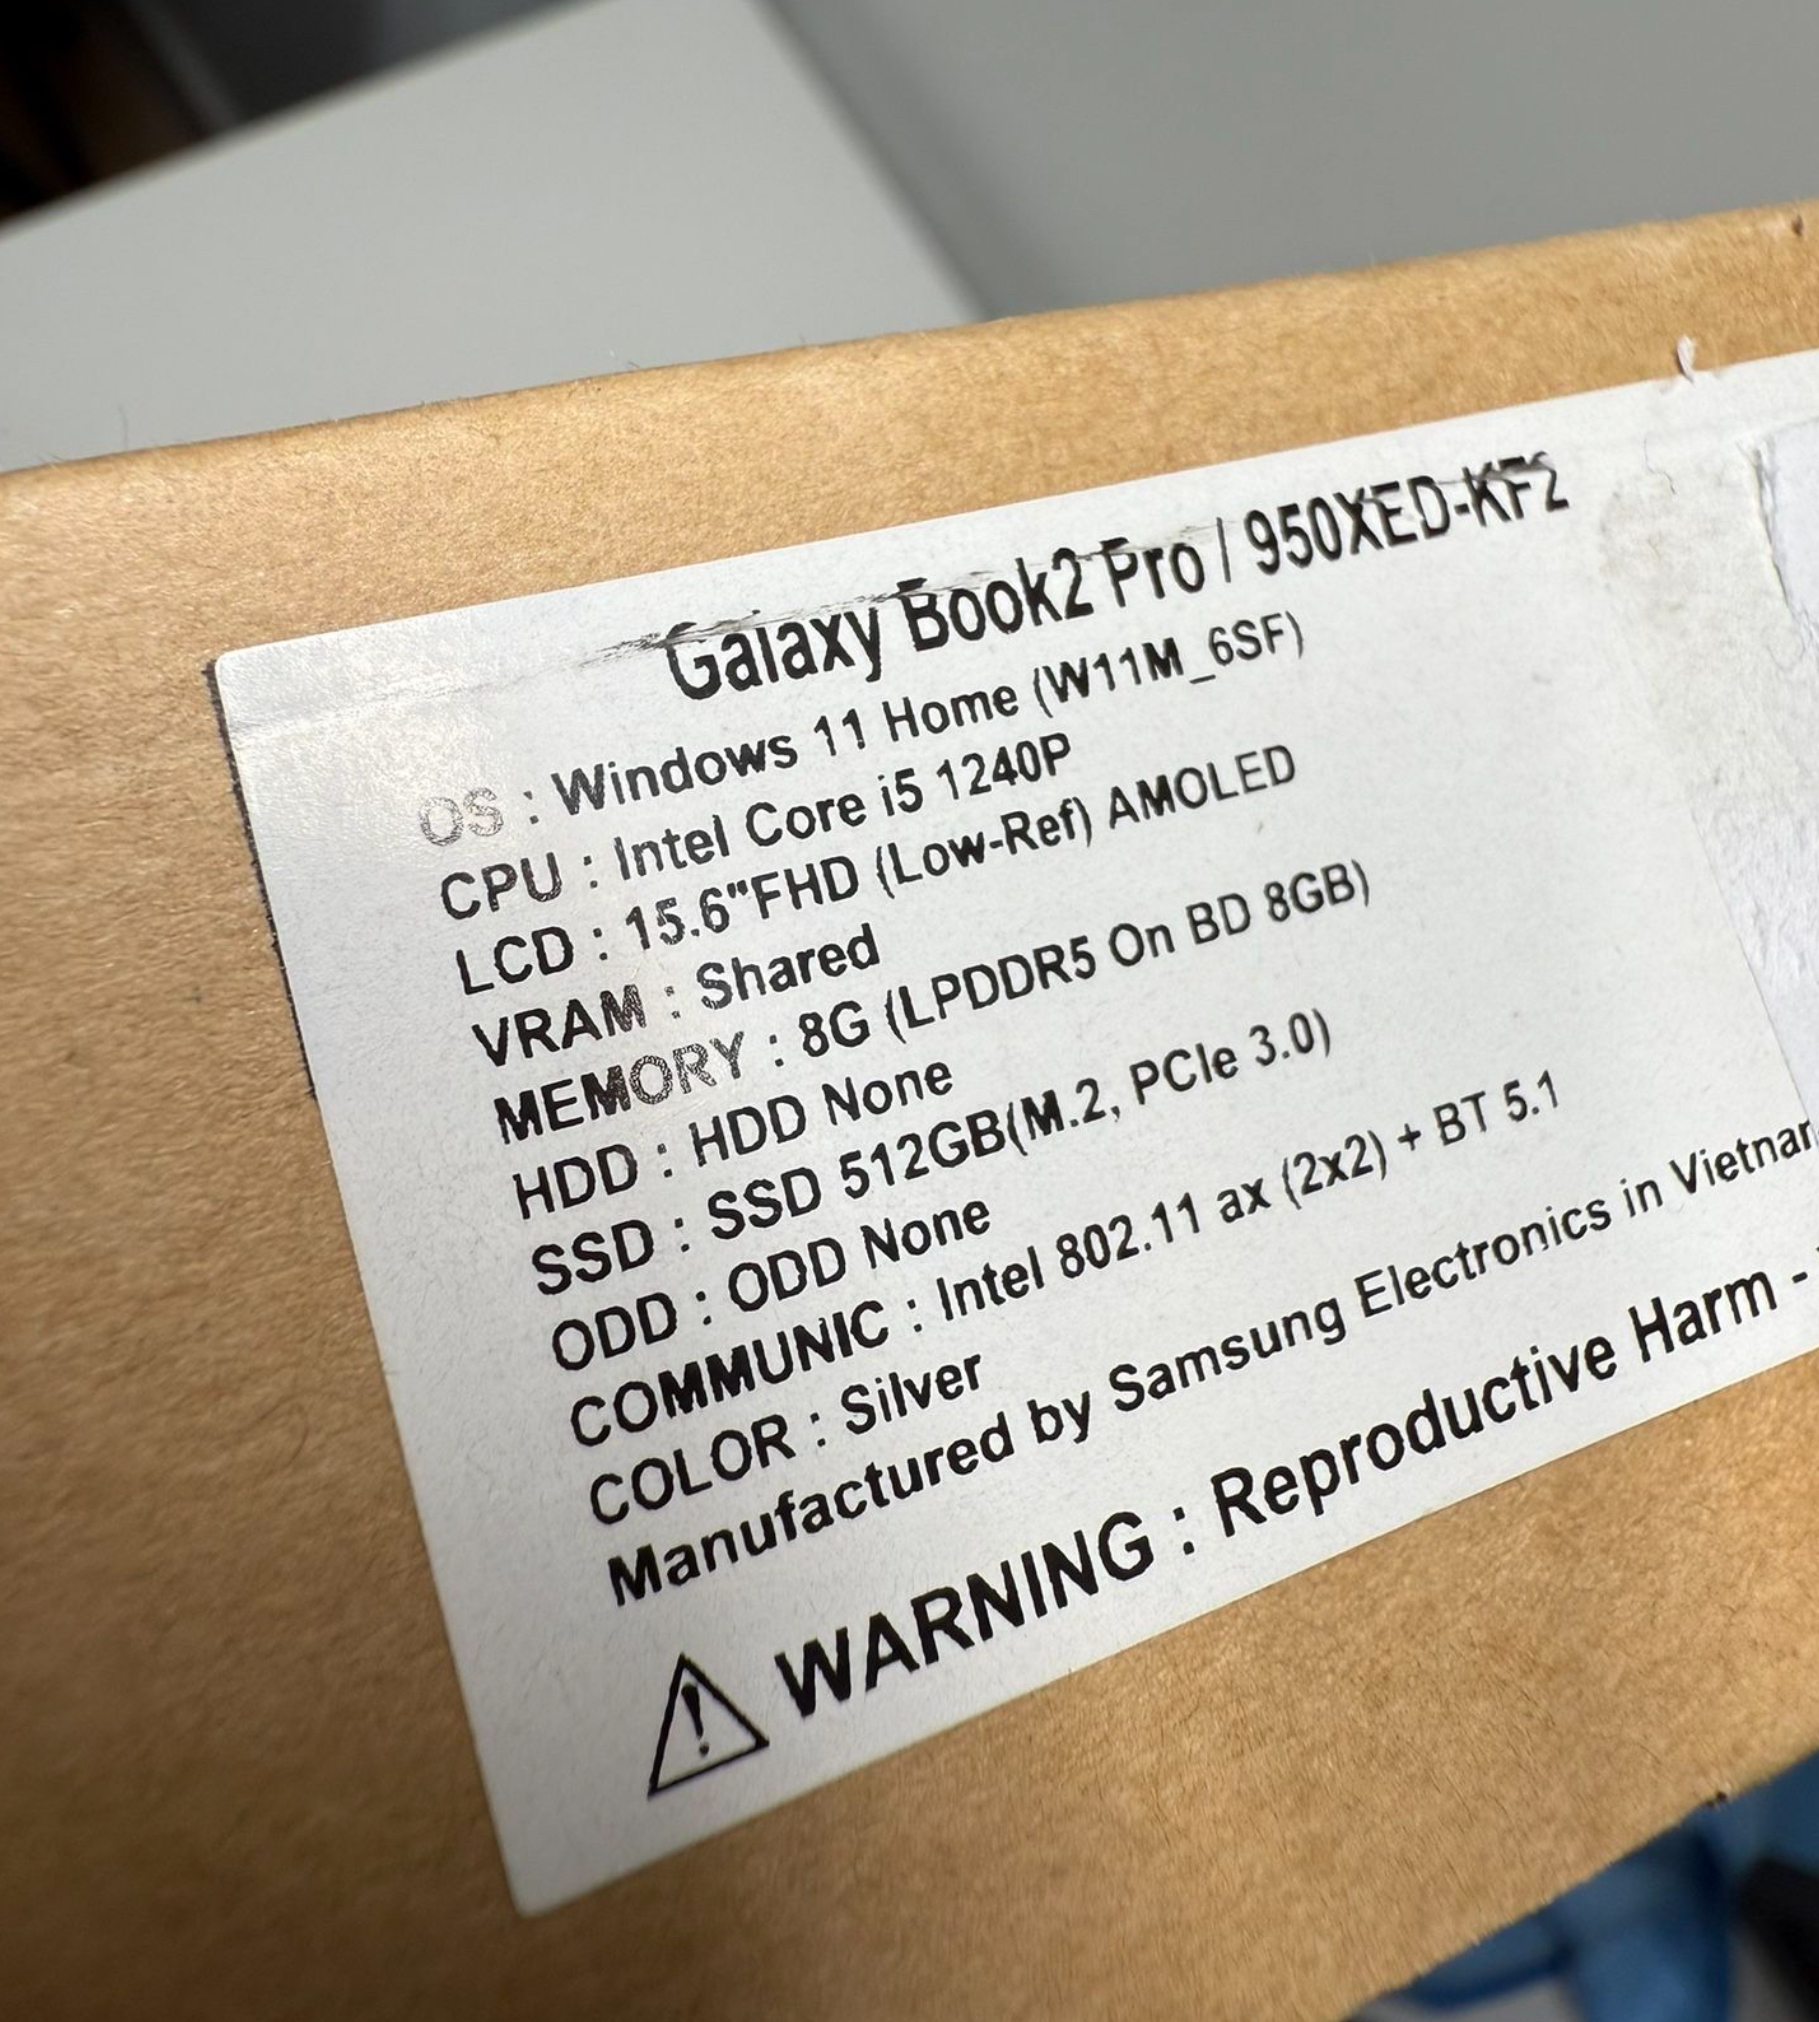 Galaxy Book2 Pro / 950XED-KF2
OS : Windows 11 Home (W11M_6SF)
CPU : Intel Core i5 1240P
LCD : 15.6"FHD (Low-Ref) AMOLED
VRAM : Shared
MEMORY : 8G (LPDDR5 On BD 8GB)
HDD : HDD None
SSD : SSD 512GB(M.2, PCIe 3.0)
ODD : ODD None
COMMUNIC : Intel 802.11 ax (2x2) + BT 5.1
COLOR : Silver
Manufactured by Samsung Electronics in
WARNING : Reproductive Harm -